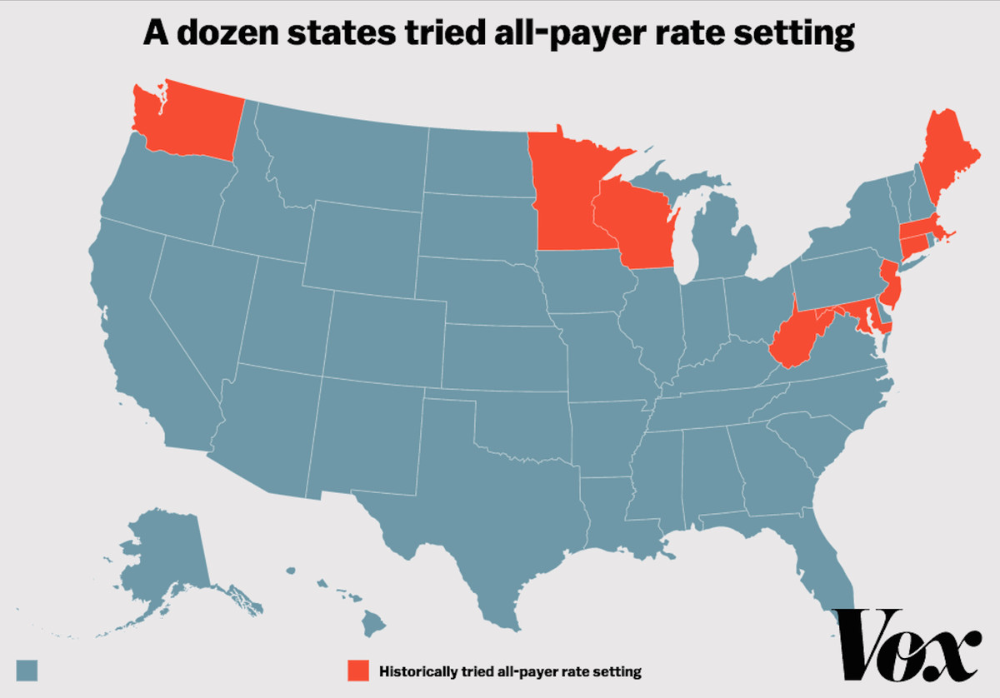 A dozen states tried all-payer rate setting
Historically tried all-payer rate setting
Vox